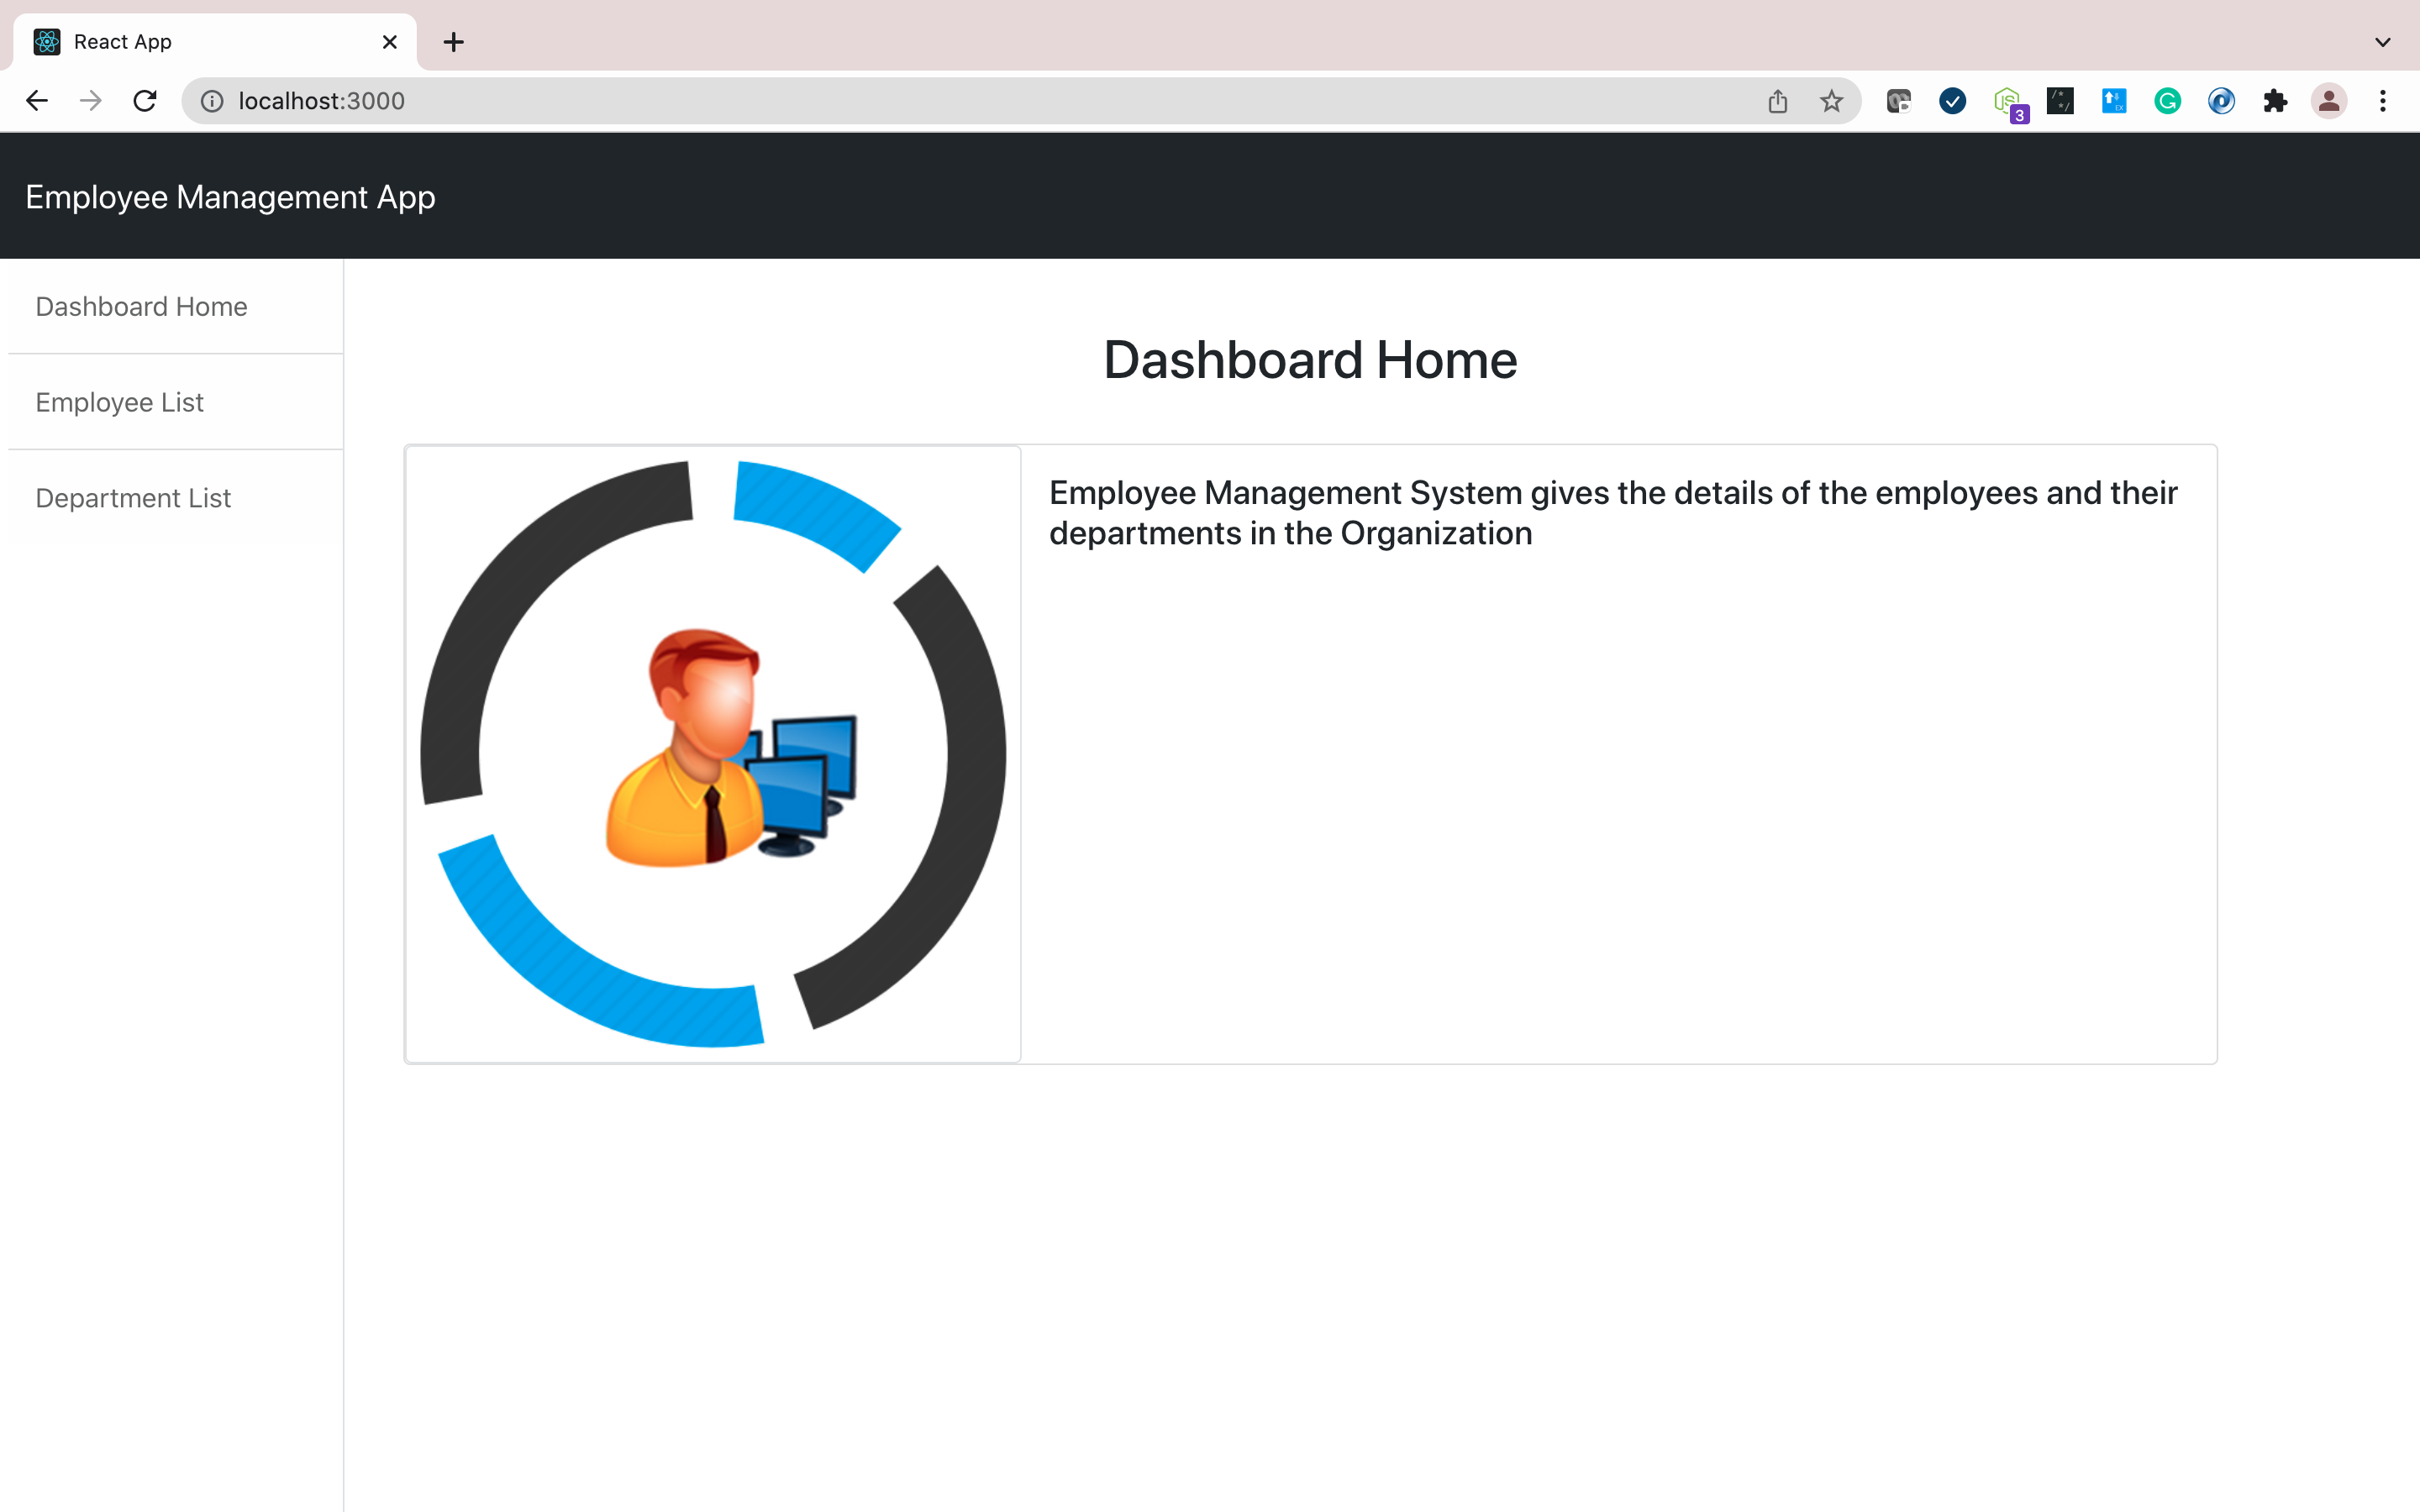 React App
localhost:3000
3
Employee Management App
Dashboard Home
Employee List
Department List
Dashboard Home
Employee Management System gives the details of the employees and their
departments in the Organization